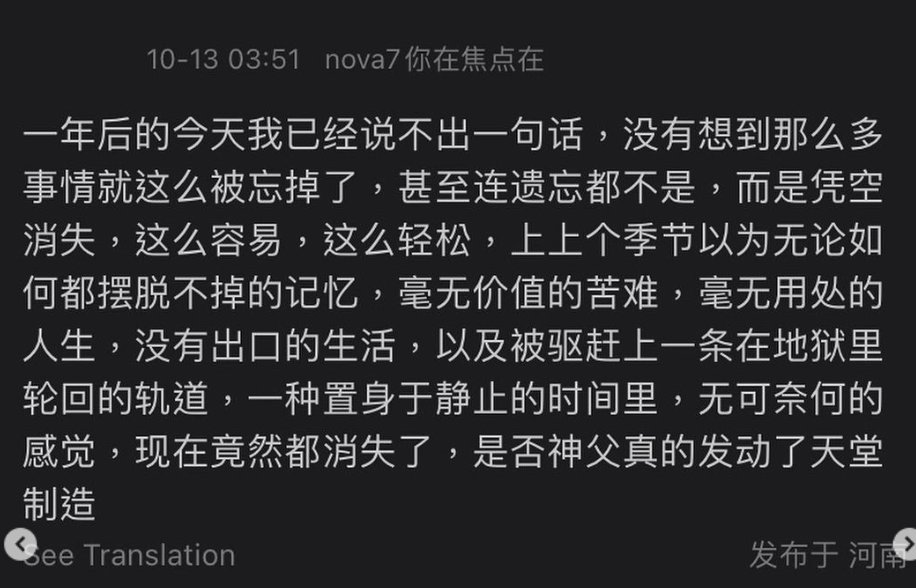 10-13 03:51 nova7你在焦点在
一年后的今天我已经说不出一句话，没有想到那么多
事情就这么被忘掉了，甚至连遗忘都不是，而是凭空
消失，这么容易，这么轻松，上上个季节以为无论如
何都摆脱不掉的记忆，毫无价值的苦难，毫无用处的
人生，没有出口的生活，以及被驱赶上一条在地狱里
轮回的轨道，一种置身于静止的时间里，无可奈何的
感觉，现在竟然都消失了，是否神父真的发动了天堂
制造
See Translation
发布于 河南